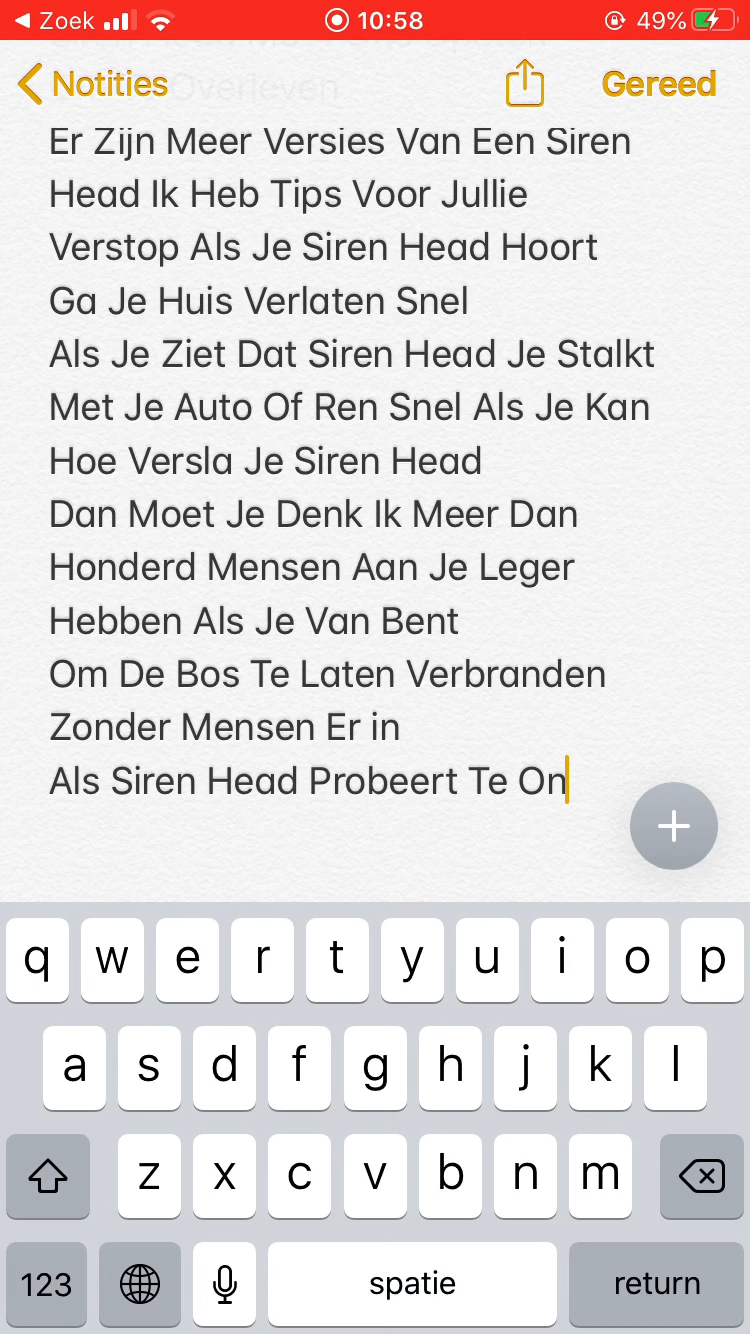 Zoek
10:58
49%
Notities
Overleven
Gereed
Er Zijn Meer Versies Van Een Siren
Head Ik Heb Tips Voor Jullie
Verstop Als Je Siren Head Hoort
Ga Je Huis Verlaten Snel
Als Je Ziet Dat Siren Head Je Stalkt
Met Je Auto Of Ren Snel Als Je Kan
Hoe Versla Je Siren Head
Dan Moet Je Denk Ik Meer Dan
Honderd Mensen Aan Je Leger
Hebben Als Je Van Bent
Om De Bos Te Laten Verbranden
Zonder Mensen Er in
Als Siren Head Probeert Te On
q w e r t y u i o p
a s d f g h j k l
z x c v b n m
123 spatie return